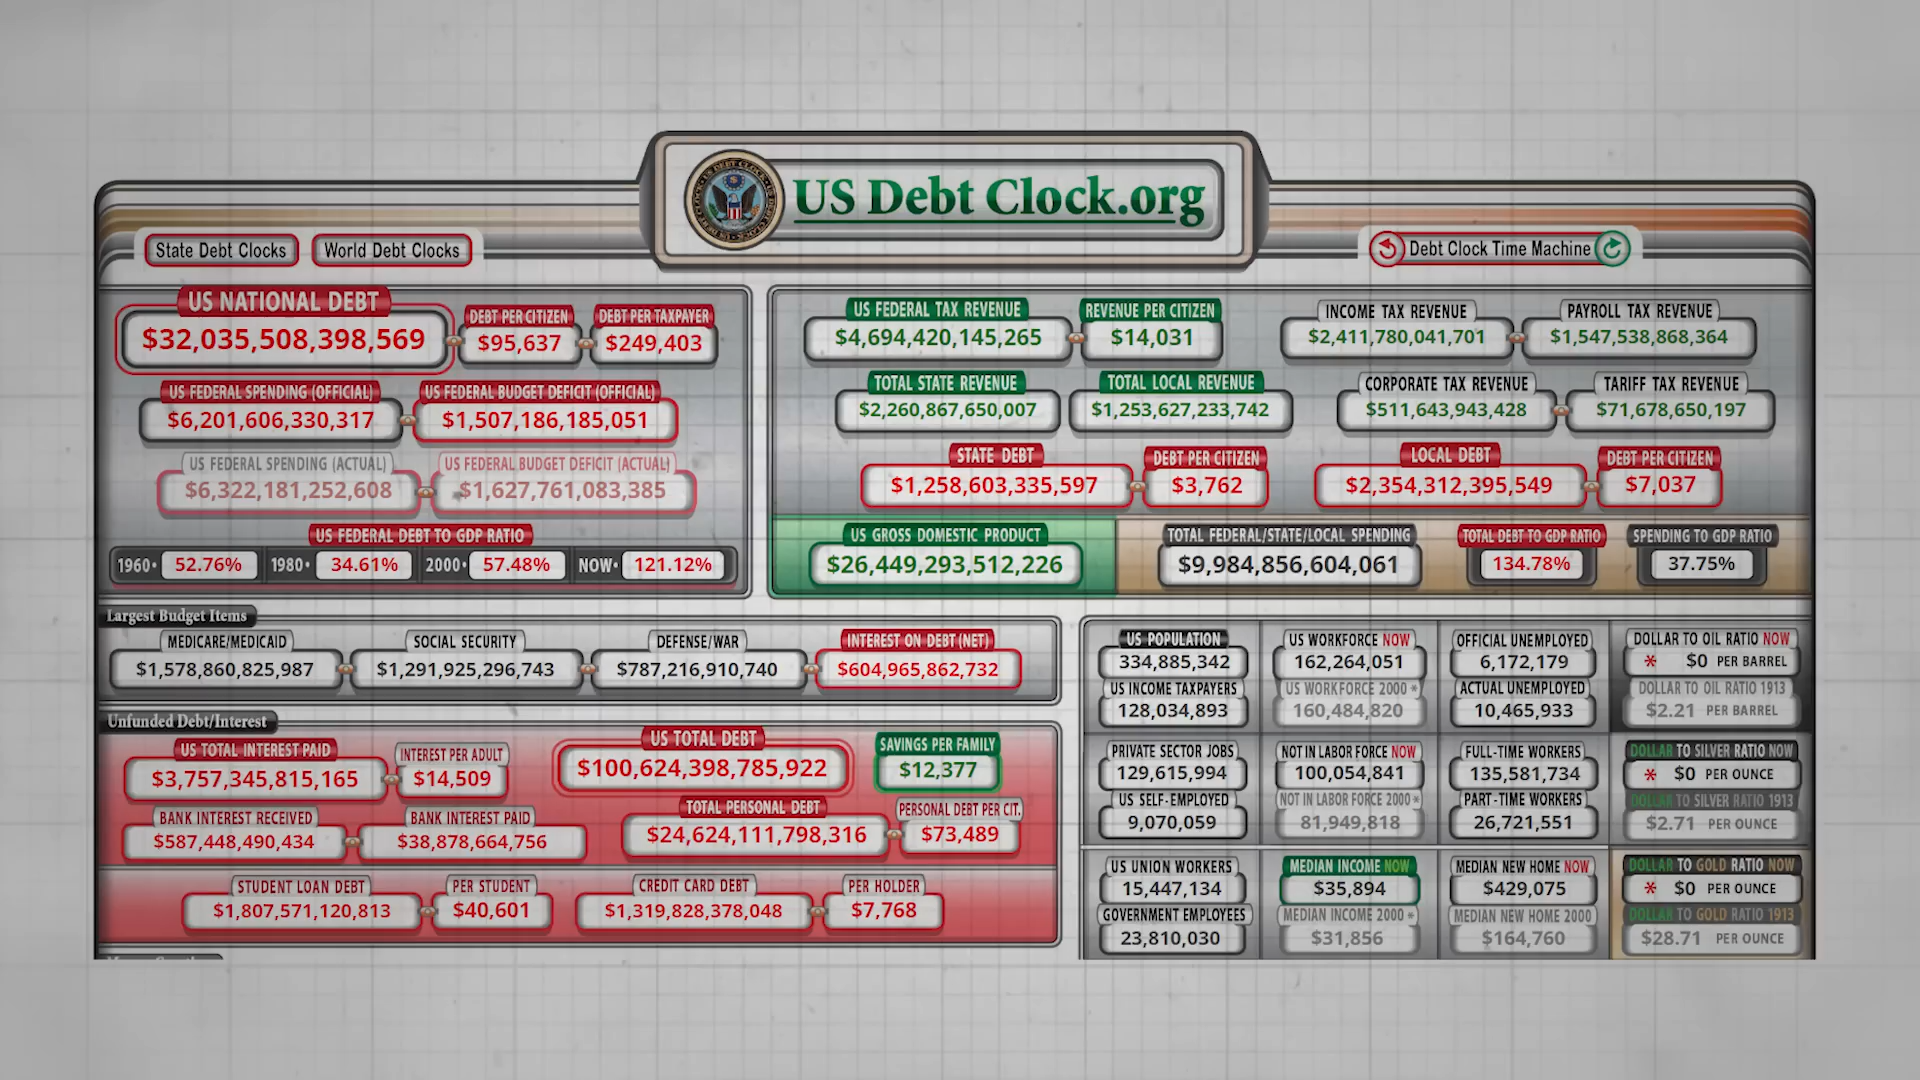 US Debt Clock.org
State Debt Clocks
World Debt Clocks
Debt Clock Time Machine
US NATIONAL DEBT
$32,035,508,398,569
DEBT PER CITIZEN
$95,637
DEBT PER TAXPAYER
$249,403
US FEDERAL SPENDING (OFFICIAL)
$6,201,606,330,317
US FEDERAL BUDGET DEFICIT (OFFICIAL)
$1,507,186,185,051
US FEDERAL SPENDING (ACTUAL)
$6,322,181,252,608
US FEDERAL BUDGET DEFICIT (ACTUAL)
$1,627,761,083,385
US FEDERAL DEBT TO GDP RATIO
1960• 52.76% 1980• 34.61% 2000• 57.48% NOW• 121.12%
US FEDERAL TAX REVENUE
$4,694,420,145,265
REVENUE PER CITIZEN
$14,031
INCOME TAX REVENUE
$2,411,780,041,701
PAYROLL TAX REVENUE
$1,547,538,868,364
TOTAL STATE REVENUE
$2,260,867,650,007
TOTAL LOCAL REVENUE
$1,253,627,233,742
CORPORATE TAX REVENUE
$511,643,943,428
TARIFF TAX REVENUE
$71,678,650,197
STATE DEBT
$1,258,603,335,597
DEBT PER CITIZEN
$3,762
LOCAL DEBT
$2,354,312,395,549
DEBT PER CITIZEN
$7,037
US GROSS DOMESTIC PRODUCT
$26,449,293,512,226
TOTAL FEDERAL/STATE/LOCAL SPENDING
$9,984,856,604,061
TOTAL DEBT TO GDP RATIO
134.78%
SPENDING TO GDP RATIO
37.75%
Largest Budget Items
MEDICARE/MEDICAID
$1,578,860,825,987
SOCIAL SECURITY
$1,291,925,296,743
DEFENSE/WAR
$787,216,910,740
INTEREST ON DEBT (NET)
$604,965,862,732
Unfunded Debt/Interest
US TOTAL INTEREST PAID
$3,757,345,815,165
INTEREST PER ADULT
$14,509
US TOTAL DEBT
$100,624,398,785,922
SAVINGS PER FAMILY
$12,377
BANK INTEREST RECEIVED
$587,448,490,434
BANK INTEREST PAID
$38,878,664,756
TOTAL PERSONAL DEBT
$24,624,111,798,316
PERSONAL DEBT PER CIT.
$73,489
STUDENT LOAN DEBT
$1,807,571,120,813
PER STUDENT
$40,601
CREDIT CARD DEBT
$1,319,828,378,048
PER HOLDER
$7,768
US POPULATION
334,885,342
US INCOME TAXPAYERS
128,034,893
US WORKFORCE NOW
162,264,051
US WORKFORCE 2000 *
160,484,820
OFFICIAL UNEMPLOYED
6,172,179
ACTUAL UNEMPLOYED
10,465,933
DOLLAR TO OIL RATIO NOW
* $0 PER BARREL
DOLLAR TO OIL RATIO 1913
$2.21 PER BARREL
PRIVATE SECTOR JOBS
129,615,994
US SELF-EMPLOYED
9,070,059
NOT IN LABOR FORCE NOW
100,054,841
NOT IN LABOR FORCE 2000*
81,949,818
FULL-TIME WORKERS
135,581,734
PART-TIME WORKERS
26,721,551
DOLLAR TO SILVER RATIO NOW
* $0 PER OUNCE
DOLLAR TO SILVER RATIO 1913
$2.71 PER OUNCE
US UNION WORKERS
15,447,134
GOVERNMENT EMPLOYEES
23,810,030
MEDIAN INCOME NOW
$35,894
MEDIAN INCOME 2000 *
$31,856
MEDIAN NEW HOME NOW
$429,075
MEDIAN NEW HOME 2000
$164,760
DOLLAR TO GOLD RATIO NOW
* $0 PER OUNCE
DOLLAR TO GOLD RATIO 1913
$28.71 PER OUNCE